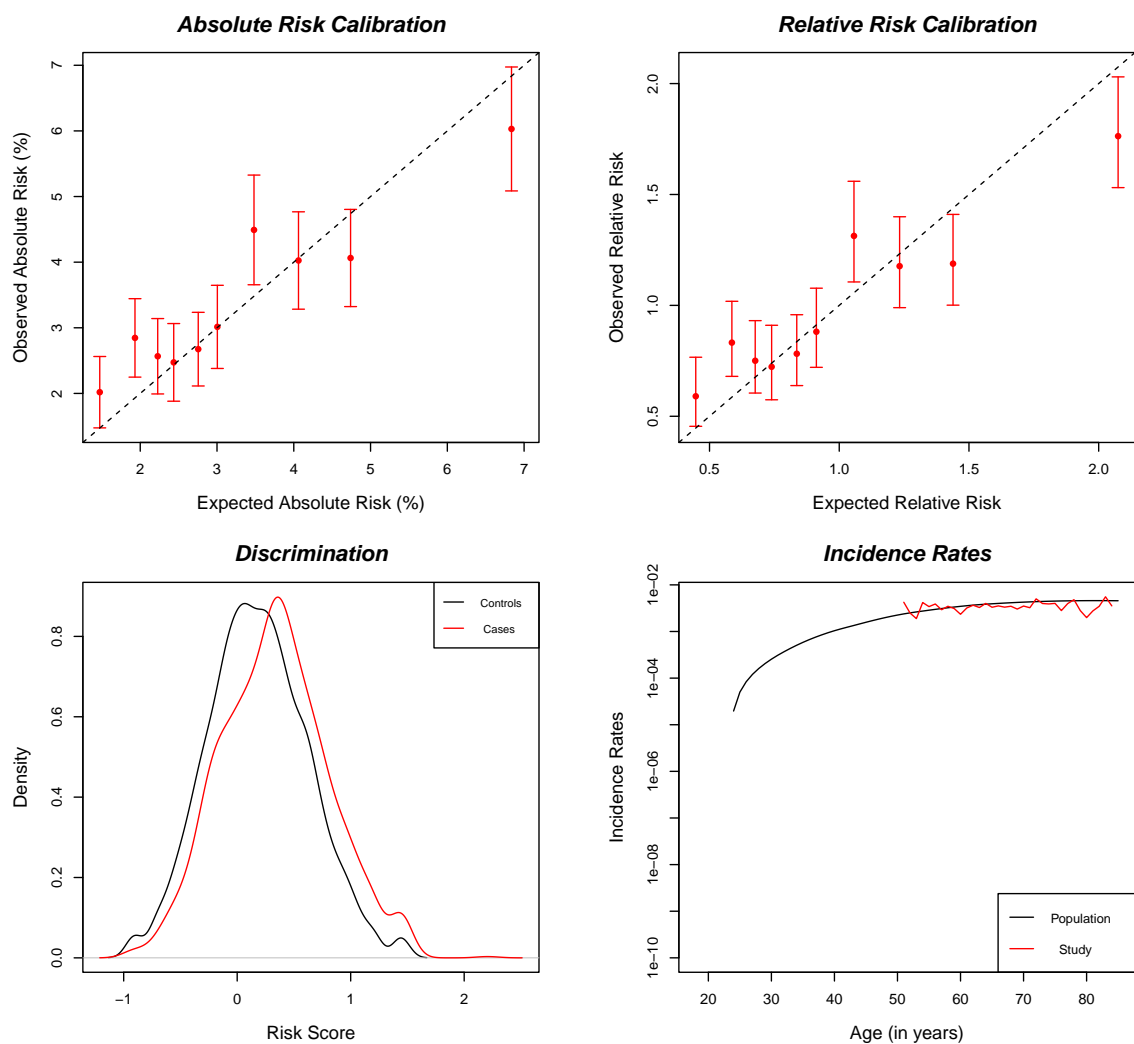 Absolute Risk Calibration
Observed Absolute Risk (%)
7
6
5
4
3
2
2 3 4 5 6 7
Expected Absolute Risk (%)
Relative Risk Calibration
Observed Relative Risk
2.0
1.5
1.0
0.5
0.5 1.0 1.5 2.0
Expected Relative Risk
Discrimination
Density
0.8
0.6
0.4
0.2
0.0
Controls
Cases
−1 0 1 2
Risk Score
Incidence Rates
Incidence Rates
1e−02
1e−04
1e−06
1e−08
1e−10
Population
Study
20 30 40 50 60 70 80
Age (in years)